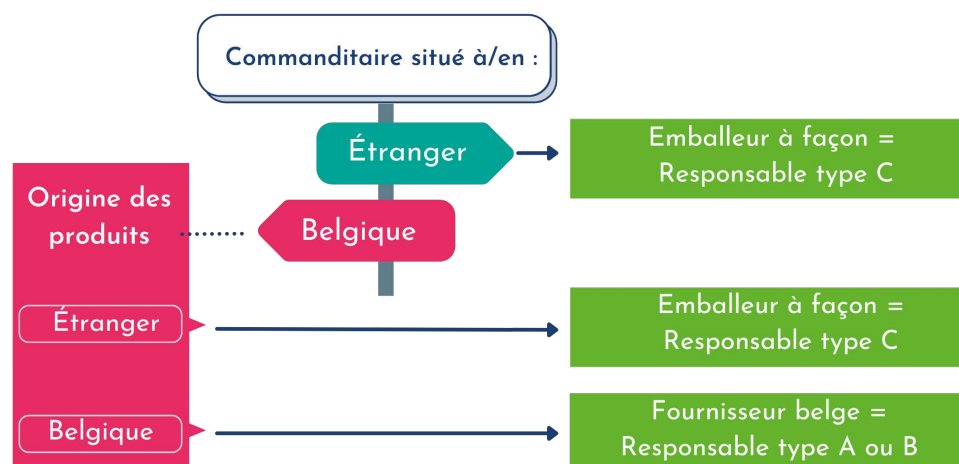 Commanditaire situé à/en :
Étranger
Emballeur à façon =
Responsable type C
Belgique
Origine des
produits
Étranger
Emballeur à façon =
Responsable type C
Belgique
Fournisseur belge =
Responsable type A ou B